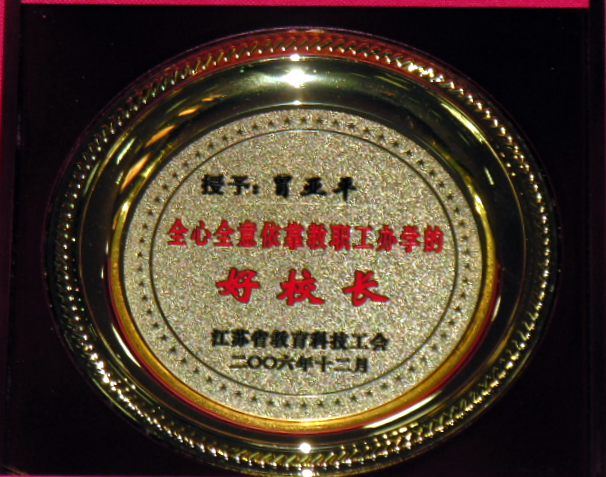 授予：冒亚平
全心全意依靠教职工办学的
好校长
江苏省教育科技工会
二〇〇六年十二月